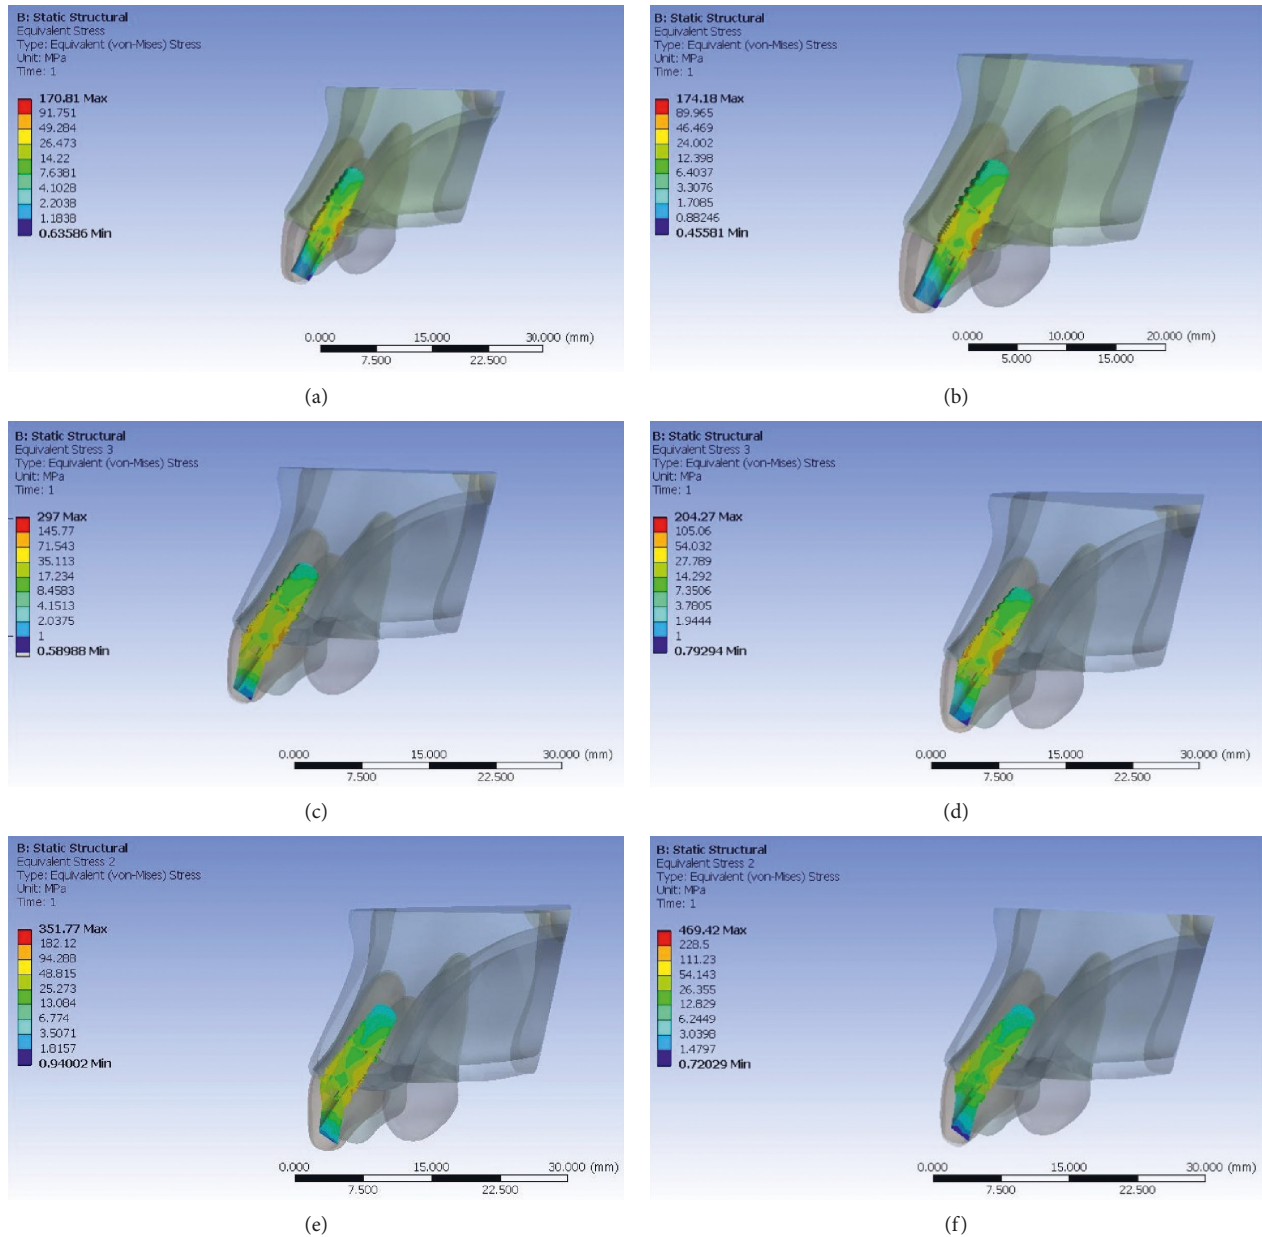 B: Static Structural
Equivalent Stress
Type: Equivalent (von-Mises) Stress
Unit: MPa
Time: 1
170.81 Max
91.751
49.284
26.473
14.22
7.6381
4.1028
2.2038
1.1838
0.63586 Min
0.000 15.000 30.000 (mm)
7.500 22.500
(a)
B: Static Structural
Equivalent Stress
Type: Equivalent (von-Mises) Stress
Unit: MPa
Time: 1
174.18 Max
89.965
46.469
24.002
12.398
6.4037
3.3076
1.7085
0.88246
0.45581 Min
0.000 10.000 20.000 (mm)
5.000 15.000
(b)
B: Static Structural
Equivalent Stress 3
Type: Equivalent (von-Mises) Stress
Unit: MPa
Time: 1
297 Max
145.77
71.543
35.113
17.234
8.4583
4.1513
2.0375
1
0.58988 Min
0.000 15.000 30.000 (mm)
7.500 22.500
(c)
B: Static Structural
Equivalent Stress 3
Type: Equivalent (von-Mises) Stress
Unit: MPa
Time: 1
204.27 Max
105.06
54.032
27.789
14.292
7.3506
3.7805
1.9444
1
0.79294 Min
0.000 15.000 30.000 (mm)
7.500 22.500
(d)
B: Static Structural
Equivalent Stress 2
Type: Equivalent (von-Mises) Stress
Unit: MPa
Time: 1
351.77 Max
182.12
94.288
48.815
25.273
13.084
6.774
3.5071
1.8157
0.94002 Min
0.000 15.000 30.000 (mm)
7.500 22.500
(e)
B: Static Structural
Equivalent Stress 2
Type: Equivalent (von-Mises) Stress
Unit: MPa
Time: 1
469.42 Max
228.5
111.23
54.143
26.355
12.829
6.2449
3.0398
1.4797
0.72029 Min
0.000 15.000 30.000 (mm)
7.500 22.500
(f)